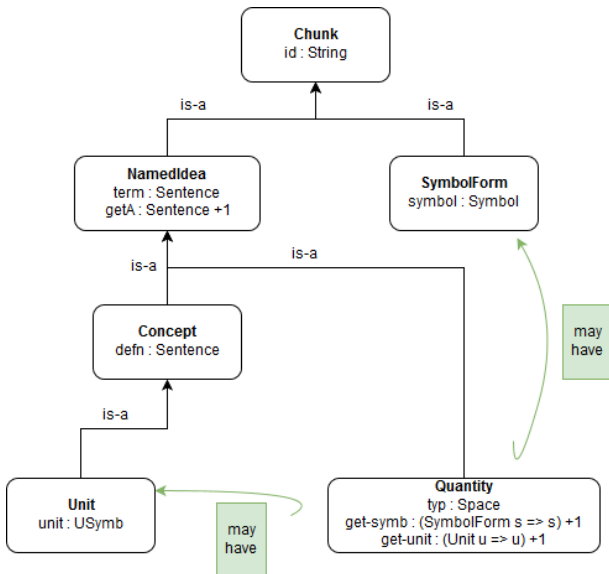 Chunk
id : String
is-a
is-a
NamedIdea
term : Sentence
getA : Sentence +1
SymbolForm
symbol : Symbol
is-a
is-a
Concept
defn : Sentence
may
have
is-a
Unit
unit : USymb
may
have
Quantity
typ : Space
get-symb : (SymbolForm s => s) +1
get-unit : (Unit u => u) +1